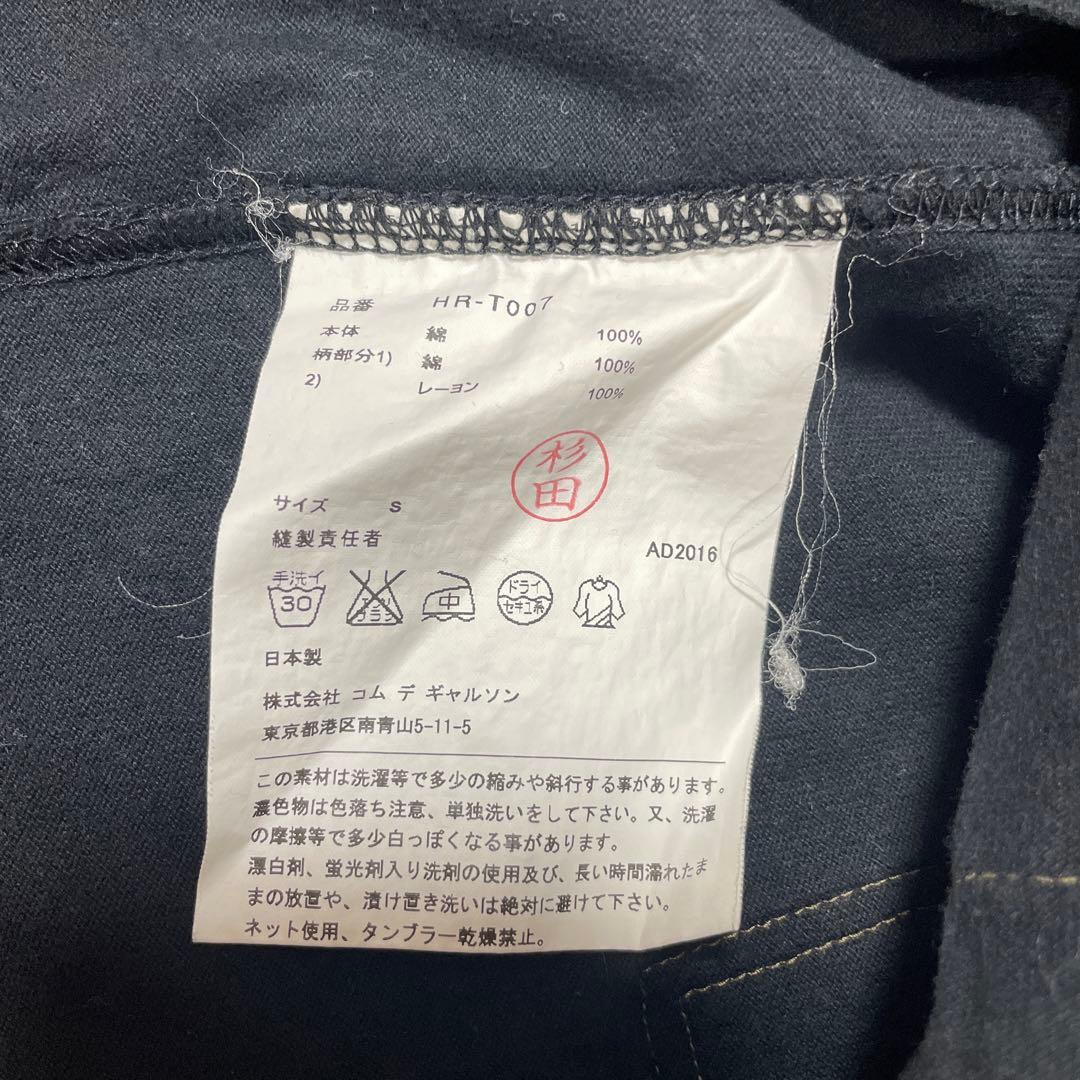 品番 HR-T007
本体 綿 100%
柄部分1) 綿 100%
2) レーヨン 100%
杉田
サイズ S
縫製責任者
AD2016
手洗イ
30
エンソサラシ
中
ドライ
セキユ系
日本製
株式会社 コム デ ギャルソン
東京都港区南青山5-11-5
この素材は洗濯等で多少の縮みや斜行する事があります。
濃色物は色落ち注意、単独洗いをして下さい。又、洗濯
の摩擦等で多少白っぽくなる事があります。
漂白剤、蛍光剤入り洗剤の使用及び、長い時間濡れたま
まの放置や、漬け置き洗いは絶対に避けて下さい。
ネット使用、タンブラー乾燥禁止。